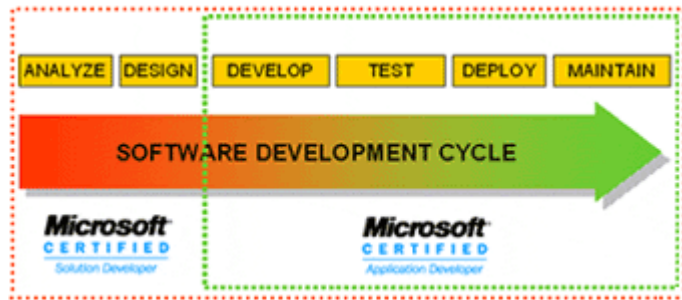 ANALYZE DESIGN DEVELOP TEST DEPLOY MAINTAIN
SOFTWARE DEVELOPMENT CYCLE
Microsoft Microsoft
CERTIFIED CERTIFIED
Solution Developer Application Developer